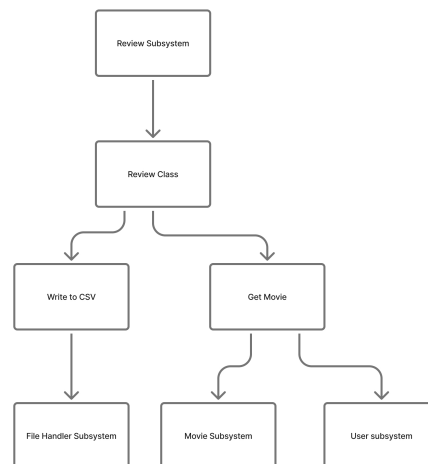 Review Subsystem
Review Class
Write to CSV
Get Movie
File Handler Subsystem
Movie Subsystem
User subsystem